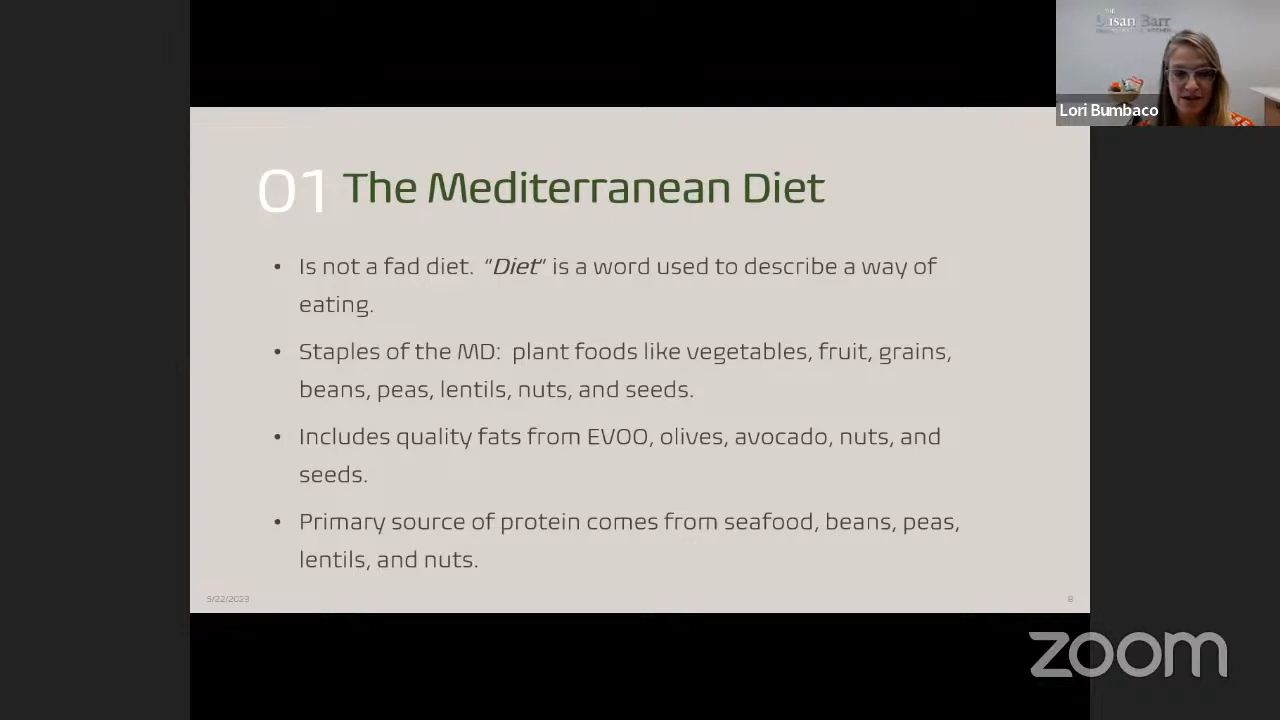 THE
Susan Barr
Lori Bumbaco
01 The Mediterranean Diet
• Is not a fad diet. “Diet” is a word used to describe a way of
eating.
• Staples of the MD: plant foods like vegetables, fruit, grains,
beans, peas, lentils, nuts, and seeds.
• Includes quality fats from EVOO, olives, avocado, nuts, and
seeds.
• Primary source of protein comes from seafood, beans, peas,
lentils, and nuts.
5/22/2023
8
zoom